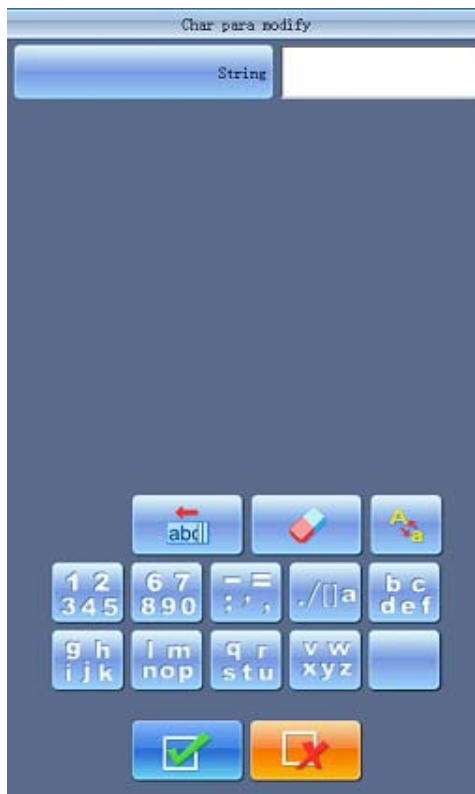 Char para modify
String
abc
A a
1 2 6 7 - = ./[]a b c
3 4 5 8 9 0 ; ' , d e f
g h l m q r v w
i j k n o p s t u x y z